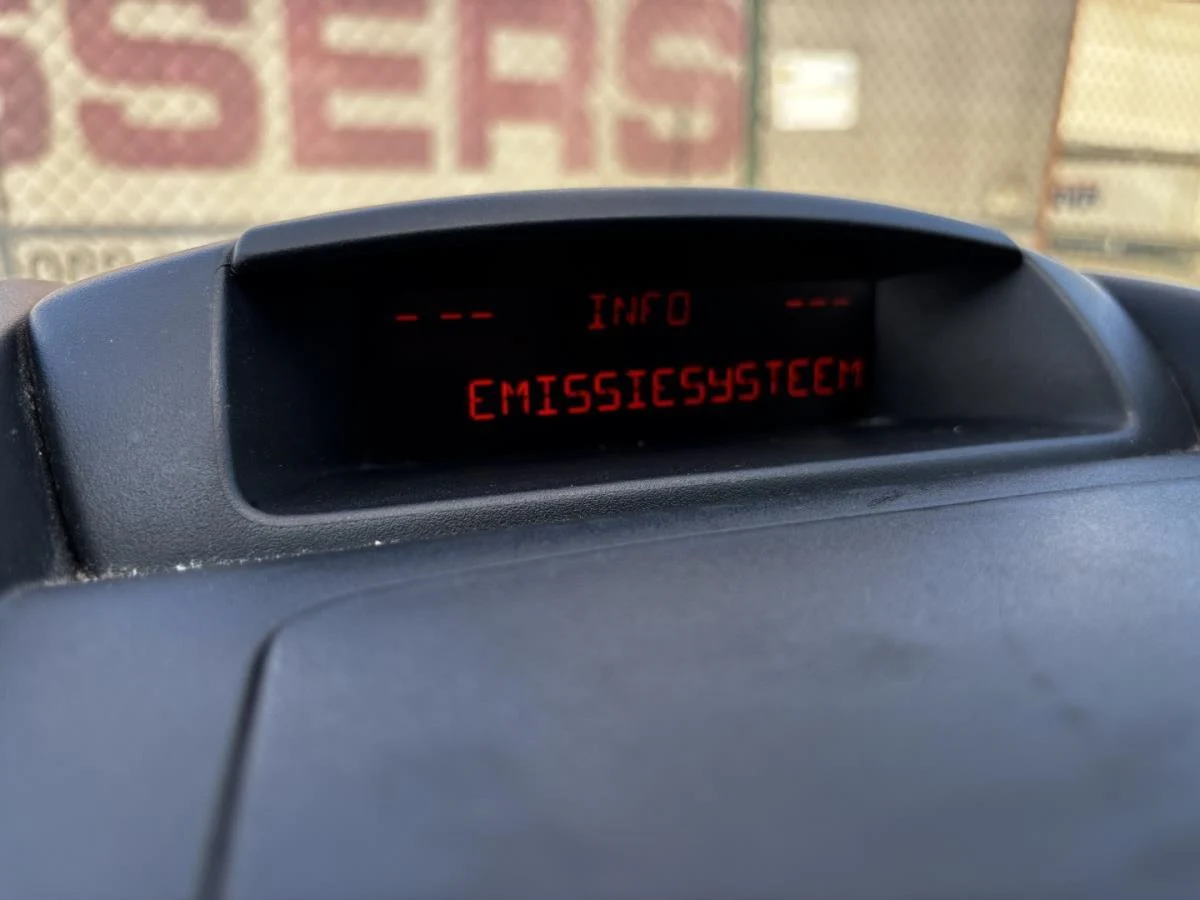 SSERS
- -- INFO ---
EMISSIESYSTEEM